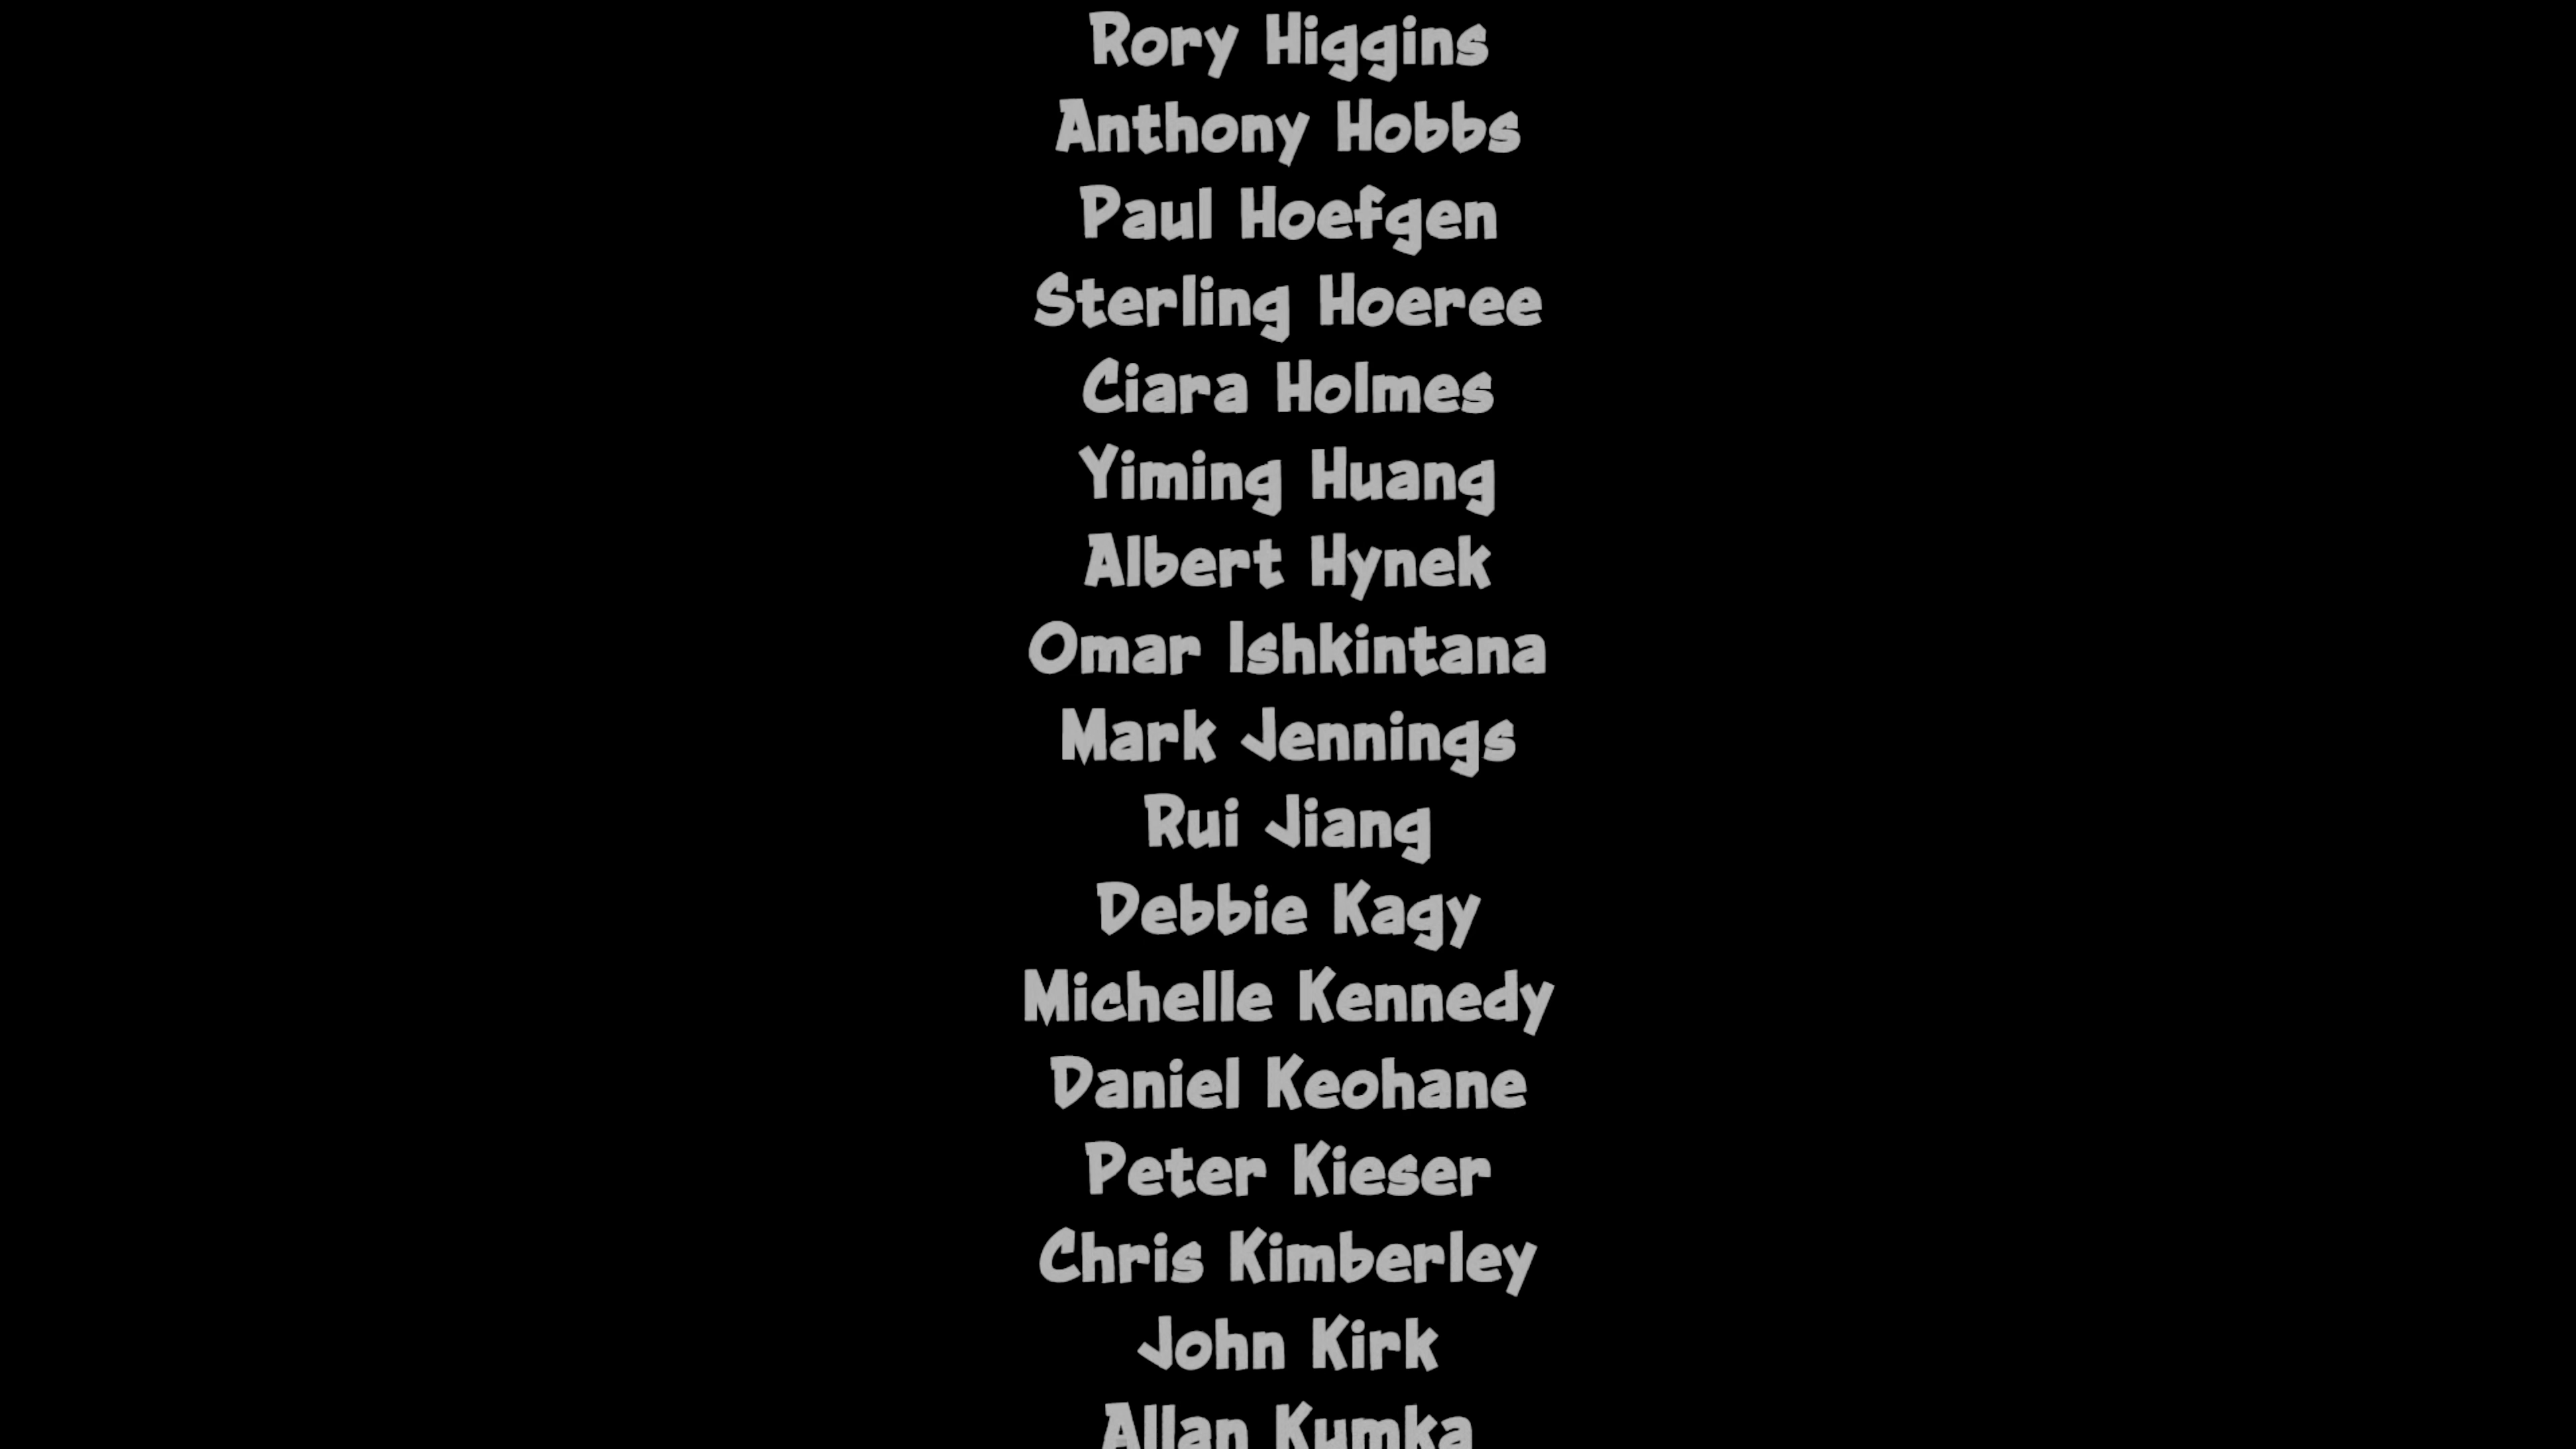 Rory Higgins
Anthony Hobbs
Paul Hoefgen
Sterling Hoeree
Ciara Holmes
Yiming Huang
Albert Hynek
Omar Ishkintana
Mark Jennings
Rui Jiang
Debbie Kagy
Michelle Kennedy
Daniel Keohane
Peter Kieser
Chris Kimberley
John Kirk
Allan Kumka